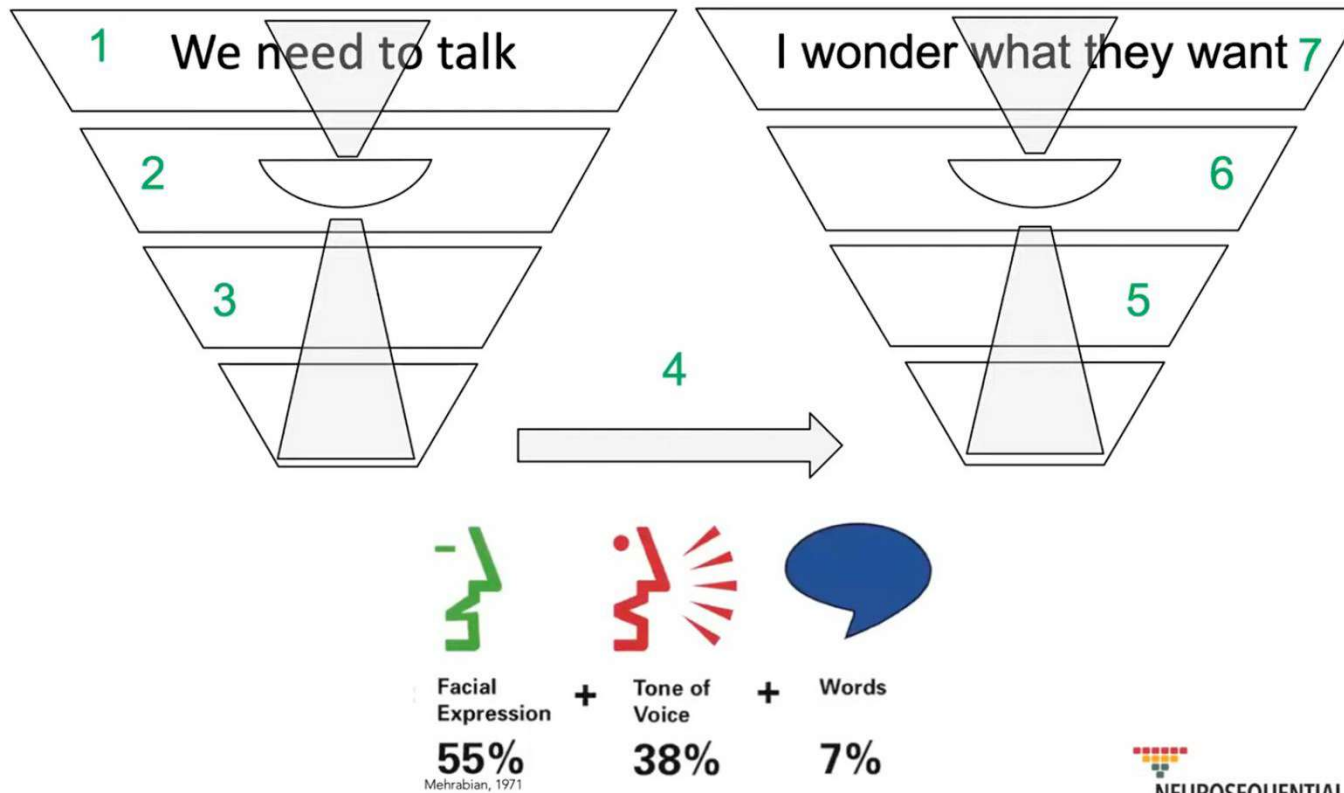 1 We need to talk
I wonder what they want 7
2
6
3
5
4
Facial Expression + Tone of Voice + Words
55% 38% 7%
Mehrabian, 1971
NEUROSEQUENTIAL